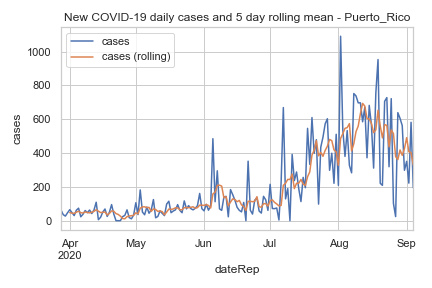 New COVID-19 daily cases and 5 day rolling mean - Puerto_Rico
cases
cases (rolling)
1000
800
600
400
200
0
cases
Apr
2020
May
Jun
Jul
Aug
Sep
dateRep